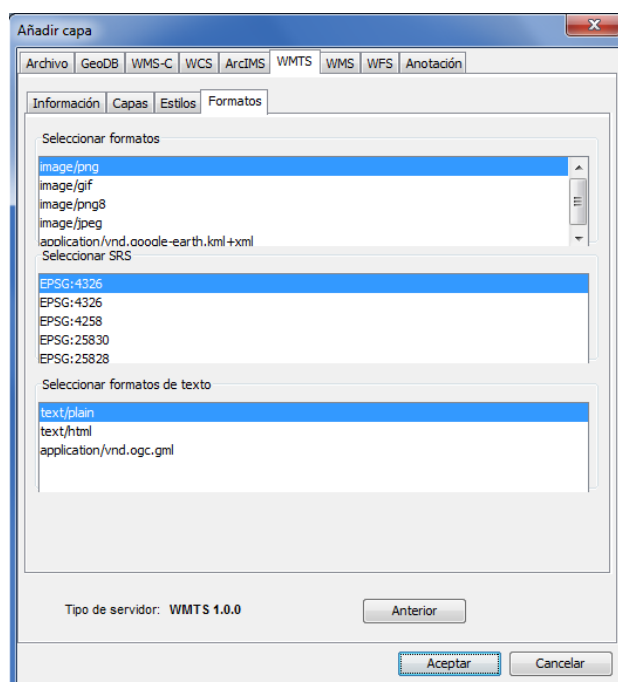 Añadir capa
Archivo GeoDB WMS-C WCS ArcIMS WMTS WMS WFS Anotación
Información Capas Estilos Formatos
Seleccionar formatos
image/png
image/gif
image/png8
image/jpeg
application/vnd.google-earth.kml+xml
Seleccionar SRS
EPSG:4326
EPSG:4326
EPSG:4258
EPSG:25830
EPSG:25828
Seleccionar formatos de texto
text/plain
text/html
application/vnd.ogc.gml
Tipo de servidor: WMTS 1.0.0 Anterior
Aceptar Cancelar